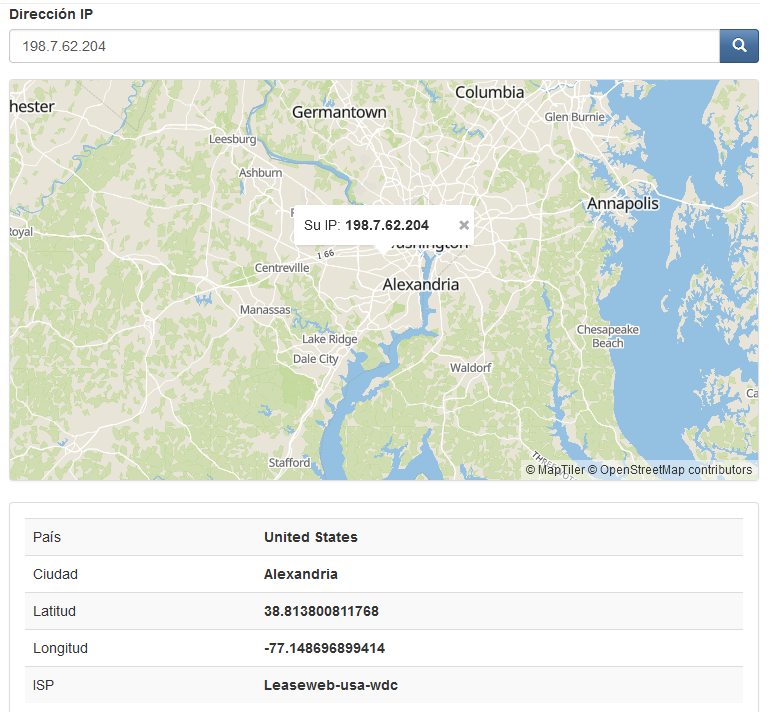 Dirección IP
198.7.62.204
Columbia
hester
Germantown
Glen Burnie
Leesburg
Ashburn
Annapolis
Su IP: 198.7.62.204 ×
oyal
I 66
Centreville
Alexandria
Manassas
Chesapeake
Beach
Lake Ridge
Dale City
Waldorf
Ca
Stafford
© MapTiler © OpenStreetMap contributors
País United States
Ciudad Alexandria
Latitud 38.813800811768
Longitud -77.148696899414
ISP Leaseweb-usa-wdc